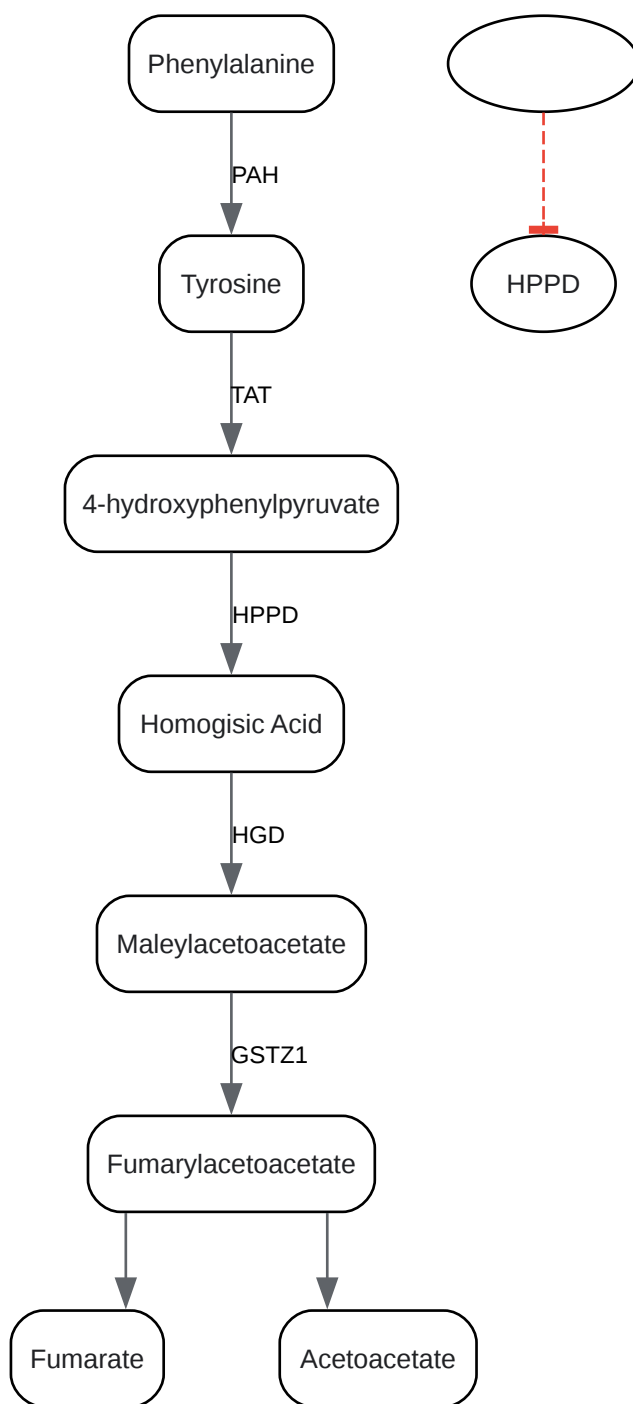 Phenylalanine
PAH
Tyrosine
HPPD
TAT
4-hydroxyphenylpyruvate
HPPD
Homogisic Acid
HGD
Maleylacetoacetate
GSTZ1
Fumarylacetoacetate
Fumarate
Acetoacetate